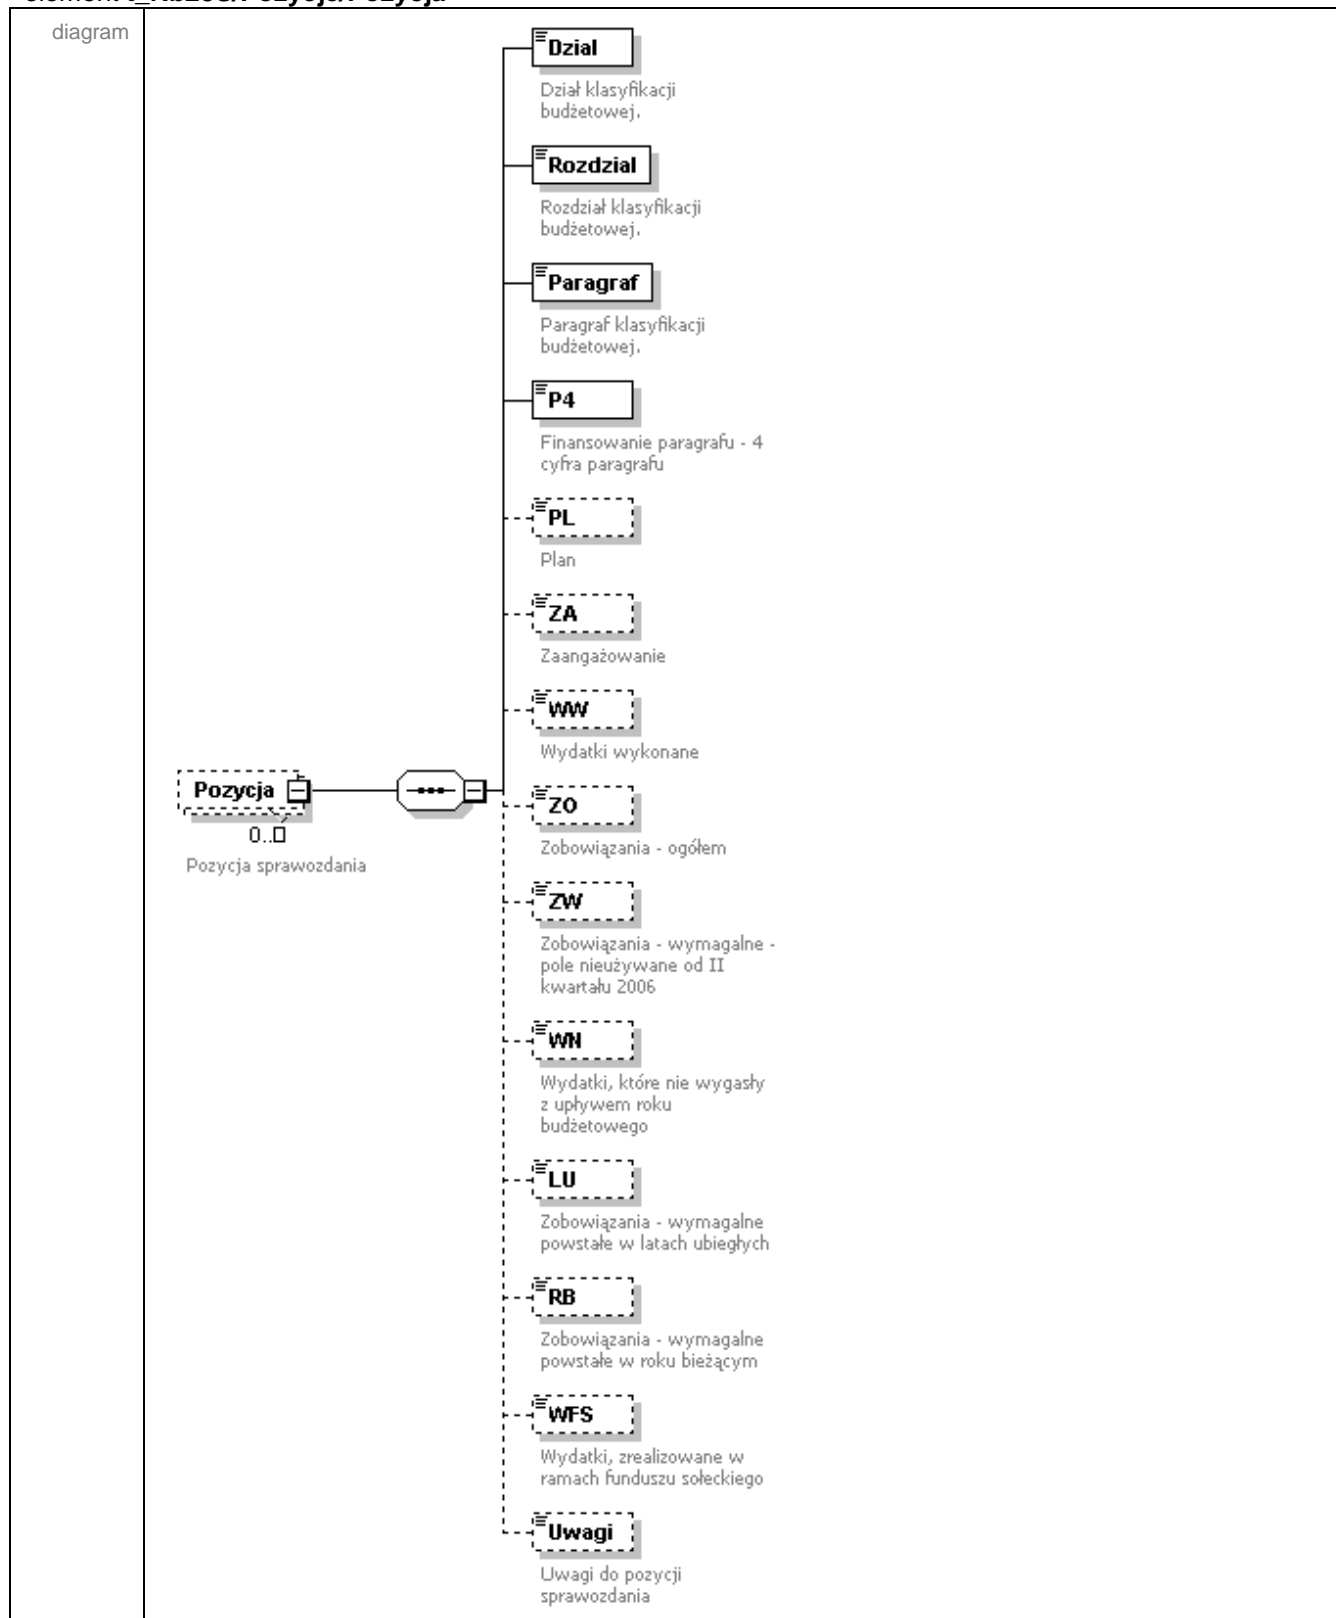 diagram
Dzial
Dział klasyfikacji
budżetowej.
Rozdzial
Rozdział klasyfikacji
budżetowej.
Paragraf
Paragraf klasyfikacji
budżetowej.
P4
Finansowanie paragrafu - 4
cyfra paragrafu
PL
Plan
ZA
Zaangażowanie
WW
Wydatki wykonane
Pozycja
0..
Pozycja sprawozdania
ZO
Zobowiązania - ogółem
ZW
Zobowiązania - wymagalne -
pole nieużywane od II
kwartału 2006
WN
Wydatki, które nie wygasły
z upływem roku
budżetowego
LU
Zobowiązania - wymagalne
powstałe w latach ubiegłych
RB
Zobowiązania - wymagalne
powstałe w roku bieżącym
WFS
Wydatki, zrealizowane w
ramach funduszu sołeckiego
Uwagi
Uwagi do pozycji
sprawozdania